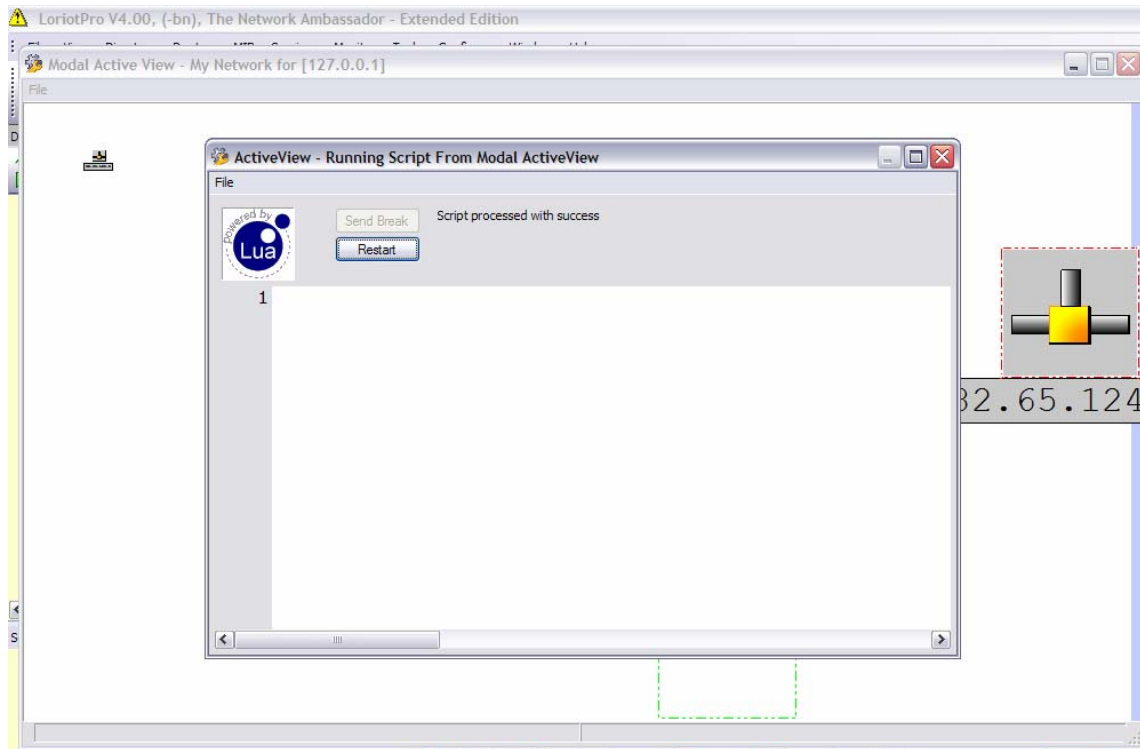 LoriotPro V4.00, (-bn), The Network Ambassador - Extended Edition
Modal Active View - My Network for [127.0.0.1]
File
ActiveView - Running Script From Modal ActiveView
File
powered by
Lua
Send Break
Script processed with success
Restart
1
32.65.124
D
S